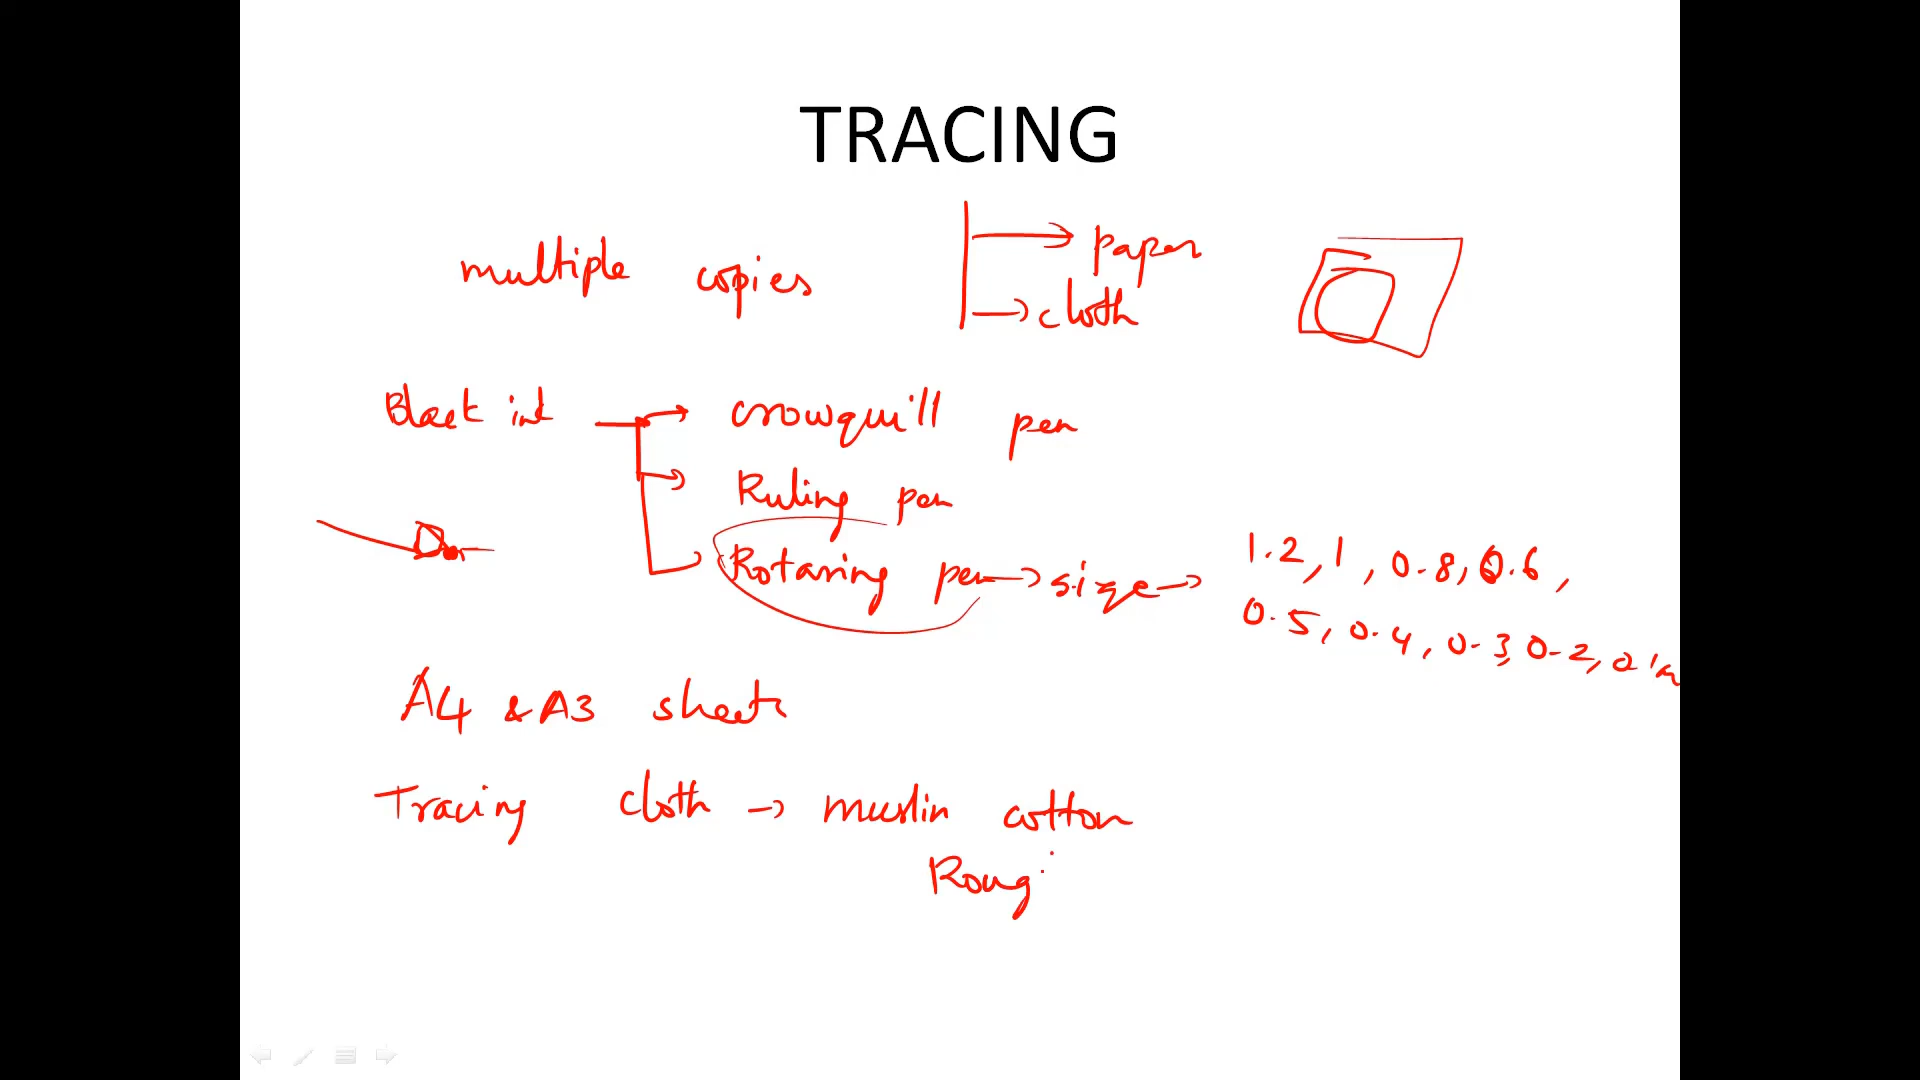 TRACING
multiple copies → paper
→ cloth
Black ink → crowquill pen
→ Ruling pen
Rotaring pen → size → 1.2, 1, 0.8, 0.6,
0.5, 0.4, 0.3, 0.2,
A4 & A3 sheets
Tracing cloth → muslin cotton
Roug